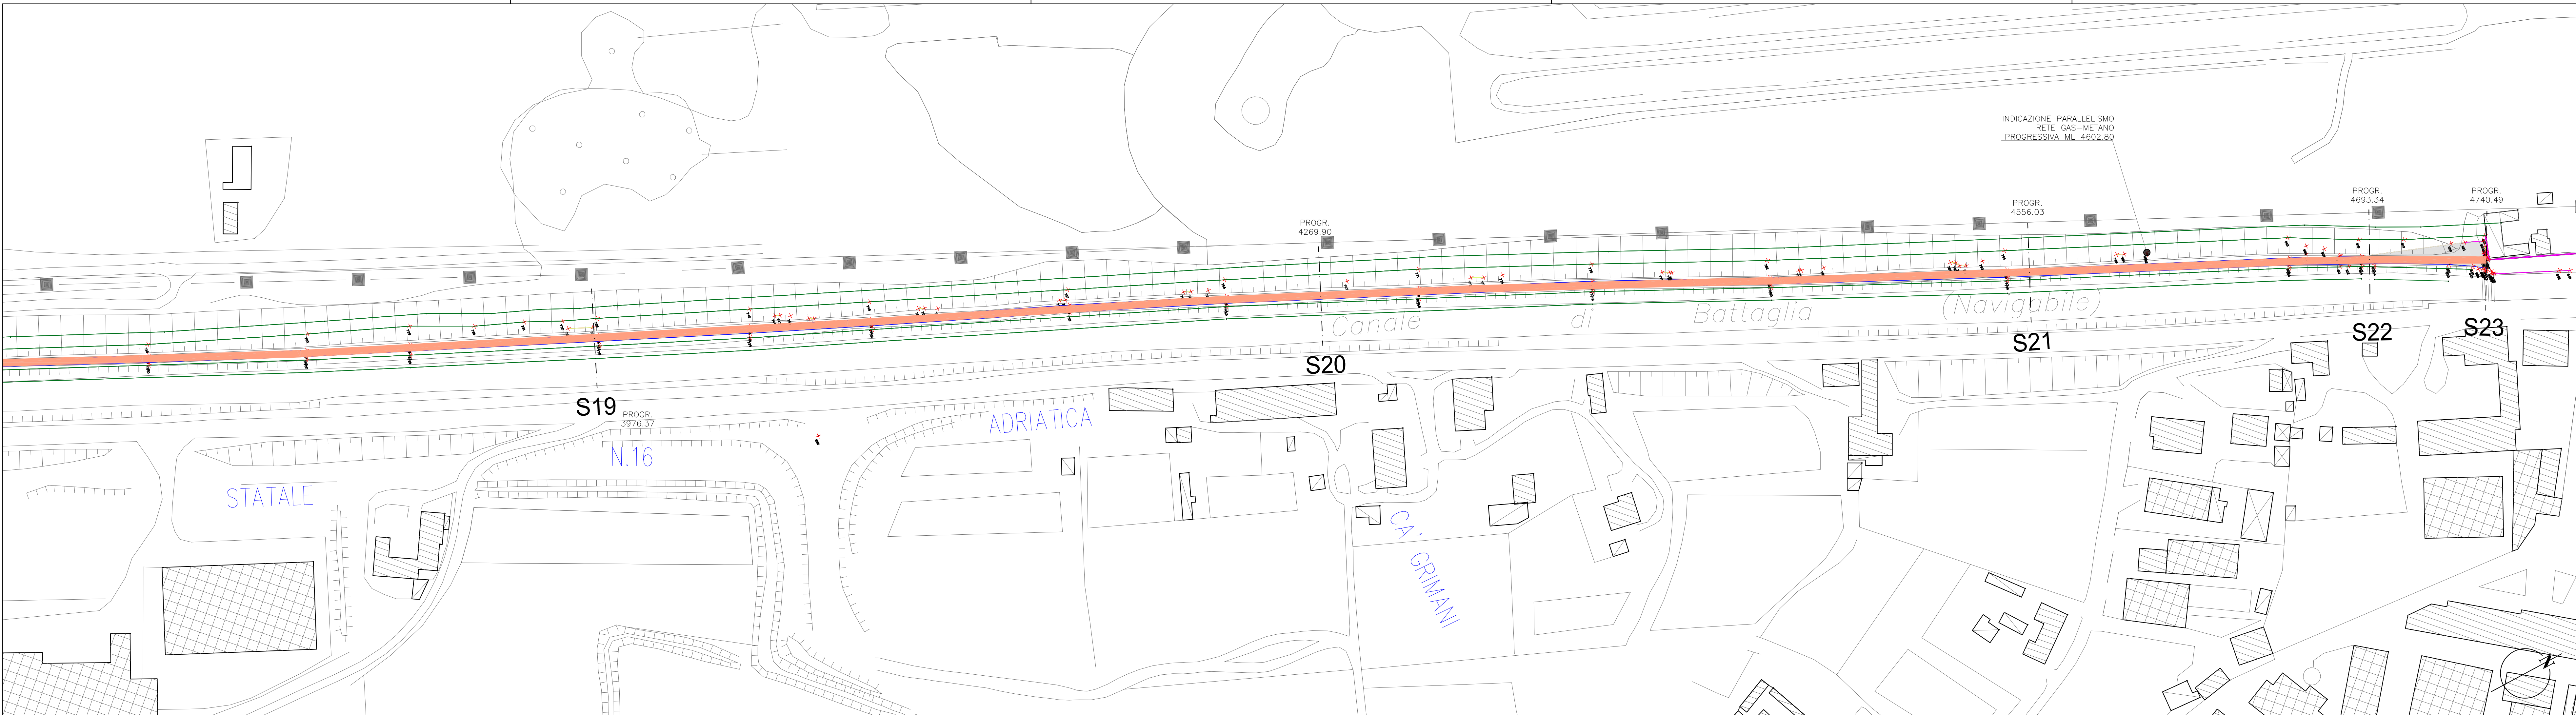 INDICAZIONE PARALLELISMO
RETE GAS-METANO
PROGRESSIVA ML 4602.80
PROGR.
4269.90
PROGR.
4556.03
PROGR.
4693.34
PROGR.
4740.49
Canale di Battaglia (Navigabile)
S19
S20
S21
S22
S23
PROGR.
3976.37
STATALE N.16 ADRIATICA
CA' GRIMANI
N